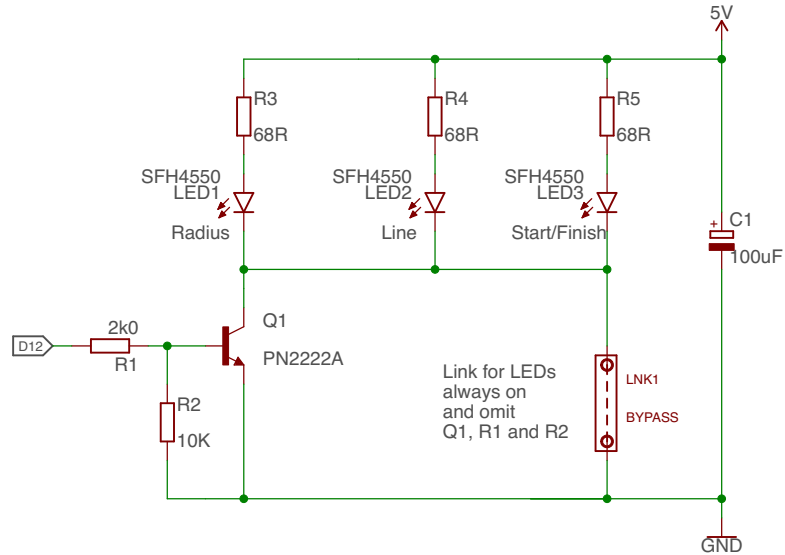 5V
R3
68R
R4
68R
R5
68R
SFH4550
LED1
SFH4550
LED2
SFH4550
LED3
Radius
Line
Start/Finish
+
C1
100uF
D12
2k0
R1
Q1
PN2222A
R2
10K
Link for LEDs
always on
and omit
Q1, R1 and R2
LNK1
BYPASS
GND